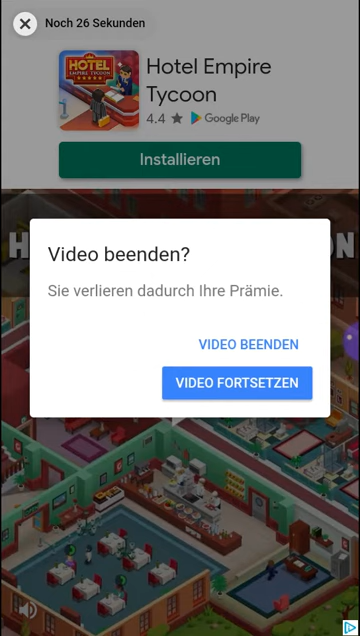 Noch 26 Sekunden
HOTEL
EMPIRE TYCOON
Hotel Empire
Tycoon
4.4 ★ Google Play
Installieren
H ON
Video beenden?
Sie verlieren dadurch Ihre Prämie.
VIDEO BEENDEN
VIDEO FORTSETZEN